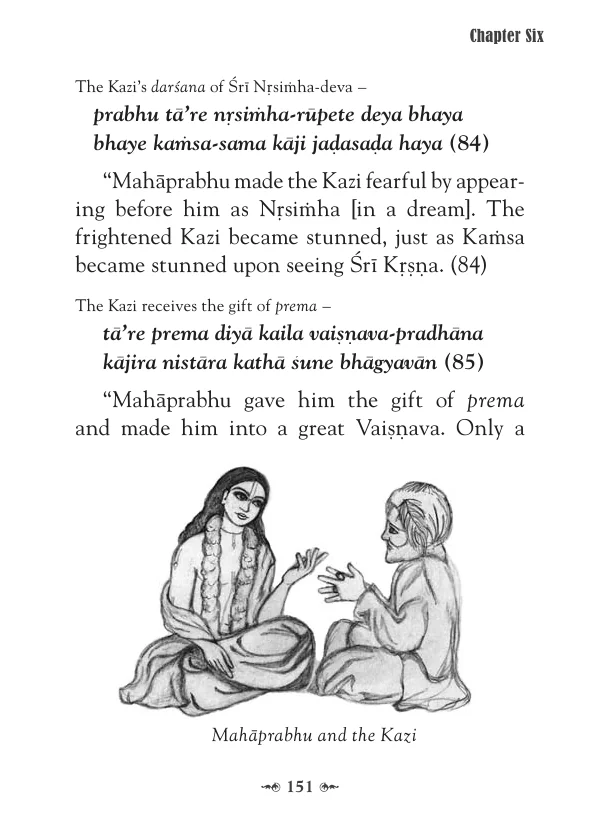 Chapter Six
The Kazi’s darśana of Śrī Nṛsiṁha-deva –
prabhu tā’re nṛsiṁha-rūpete deya bhaya
bhaye kaṁsa-sama kāji jaḍasaḍa haya (84)
“Mahāprabhu made the Kazi fearful by appear-
ing before him as Nṛsiṁha [in a dream]. The
frightened Kazi became stunned, just as Kaṁsa
became stunned upon seeing Śrī Kṛṣṇa. (84)
The Kazi receives the gift of prema –
tā’re prema diyā kaila vaiṣṇava-pradhāna
kājira nistāra kathā śune bhāgyavān (85)
“Mahāprabhu gave him the gift of prema
and made him into a great Vaiṣṇava. Only a
Mahāprabhu and the Kazi
151